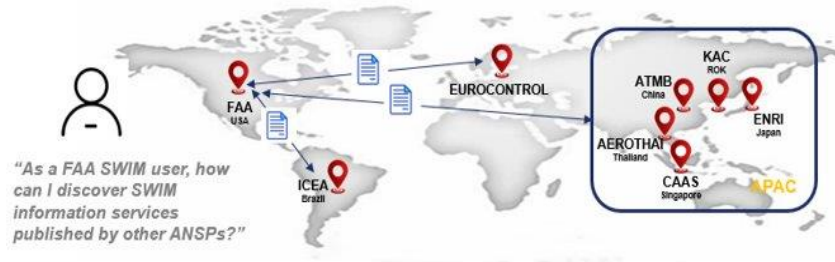 FAA
USA
EUROCONTROL
ICEA
Brazil
KAC
ROK
ATMB
China
ENRI
Japan
AEROTHAI
Thailand
CAAS
Singapore
APAC
"As a FAA SWIM user, how
can I discover SWIM
information services
published by other ANSPs?"